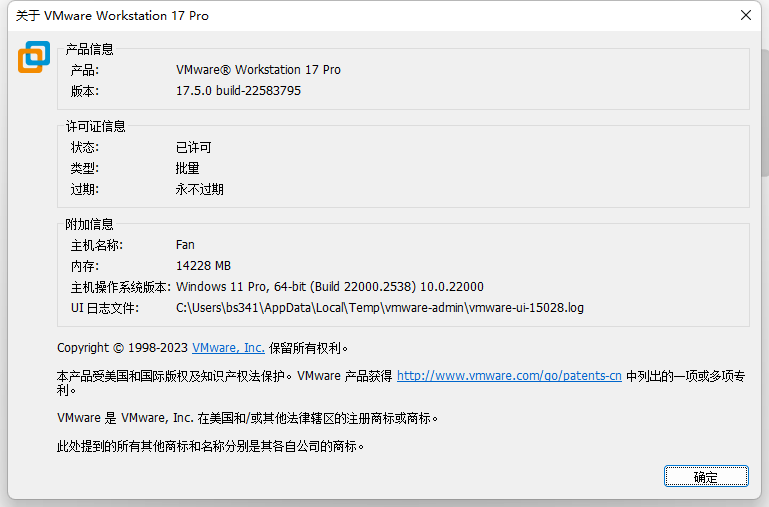 关于 VMware Workstation 17 Pro
产品信息
产品: VMware® Workstation 17 Pro
版本: 17.5.0 build-22583795
许可证信息
状态: 已许可
类型: 批量
过期: 永不过期
附加信息
主机名称: Fan
内存: 14228 MB
主机操作系统版本: Windows 11 Pro, 64-bit (Build 22000.2538) 10.0.22000
UI 日志文件: C:\Users\bs341\AppData\Local\Temp\vmware-admin\vmware-ui-15028.log
Copyright © 1998-2023 VMware, Inc. 保留所有权利。
本产品受美国和国际版权及知识产权法保护。VMware 产品获得 http://www.vmware.com/go/patents-cn 中列出的一项或多项专
利。
VMware 是 VMware, Inc. 在美国和/或其他法律辖区的注册商标或商标。
此处提到的所有其他商标和名称分别是其各自公司的商标。
确定